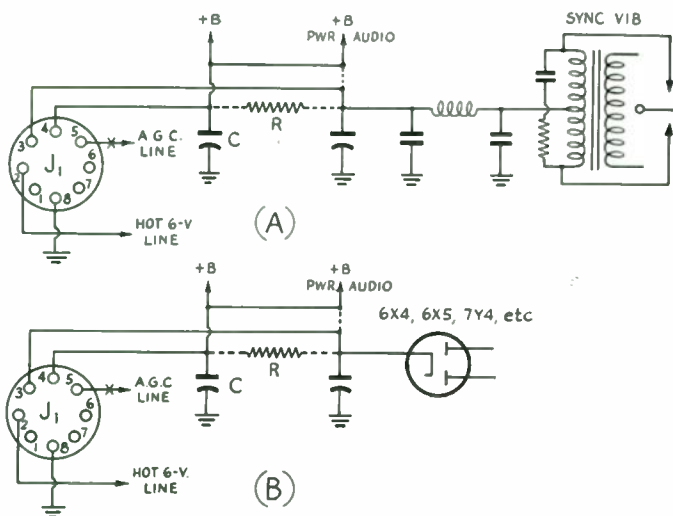 SYNC VIB
+B
+B
PWR AUDIO
R
C
3
4
5
A.G.C.
LINE
J1
2
6
1
8
7
HOT 6-V
LINE
(A)
+B
+B
PWR AUDIO
6X4, 6X5, 7Y4, etc
R
C
3
4
5
A.G.C
LINE
J1
2
6
1
8
7
HOT 6-V.
LINE
(B)